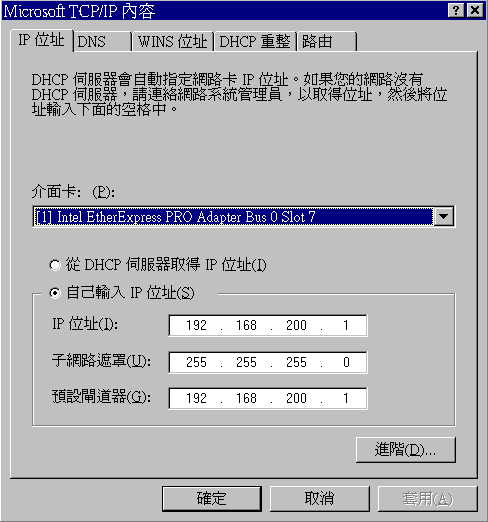 Microsoft TCP/IP 內容
IP 位址 DNS WINS 位址 DHCP 重整 路由
DHCP 伺服器會自動指定網路卡 IP 位址。如果您的網路沒有
DHCP 伺服器，請連絡網路系統管理員，以取得位址，然後將位
址輸入下面的空格中。
介面卡: (P):
[1] Intel EtherExpress PRO Adapter Bus 0 Slot 7
從 DHCP 伺服器取得 IP 位址(I)
自己輸入 IP 位址(S)
IP 位址(I): 192 . 168 . 200 . 1
子網路遮罩(U): 255 . 255 . 255 . 0
預設閘道器(G): 192 . 168 . 200 . 1
進階(D)...
確定 取消 套用(A)